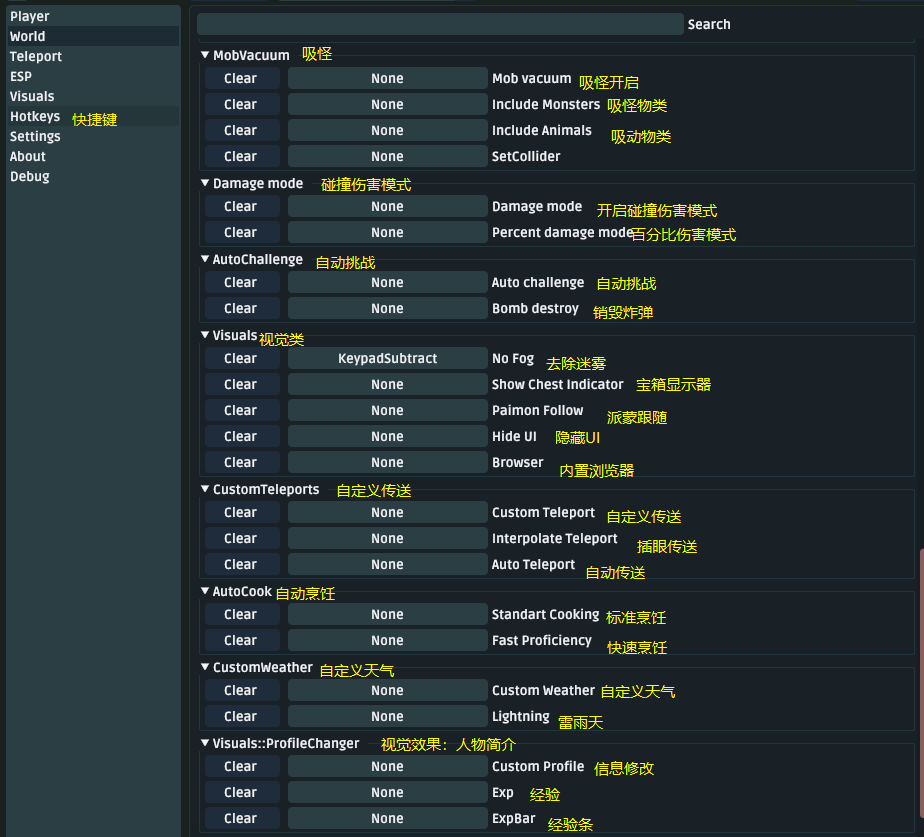 Player
World
Teleport
ESP
Visuals
Hotkeys 快捷键
Settings
About
Debug
Search
MobVacuum 吸怪
Clear None Mob vacuum 吸怪开启
Clear None Include Monsters 吸怪物类
Clear None Include Animals 吸动物类
Clear None SetCollider
Damage mode 碰撞伤害模式
Clear None Damage mode 开启碰撞伤害模式
Clear None Percent damage mode 百分比伤害模式
AutoChallenge 自动挑战
Clear None Auto challenge 自动挑战
Clear None Bomb destroy 销毁炸弹
Visuals 视觉类
Clear KeypadSubtract No Fog 去除迷雾
Clear None Show Chest Indicator 宝箱显示器
Clear None Paimon Follow 派蒙跟随
Clear None Hide UI 隐藏UI
Clear None Browser 内置浏览器
CustomTeleports 自定义传送
Clear None Custom Teleport 自定义传送
Clear None Interpolate Teleport 插眼传送
Clear None Auto Teleport 自动传送
AutoCook 自动烹饪
Clear None Standart Cooking 标准烹饪
Clear None Fast Proficiency 快速烹饪
CustomWeather 自定义天气
Clear None Custom Weather 自定义天气
Clear None Lightning 雷雨天
Visuals::ProfileChanger 视觉效果：人物简介
Clear None Custom Profile 信息修改
Clear None Exp 经验
Clear None ExpBar 经验条